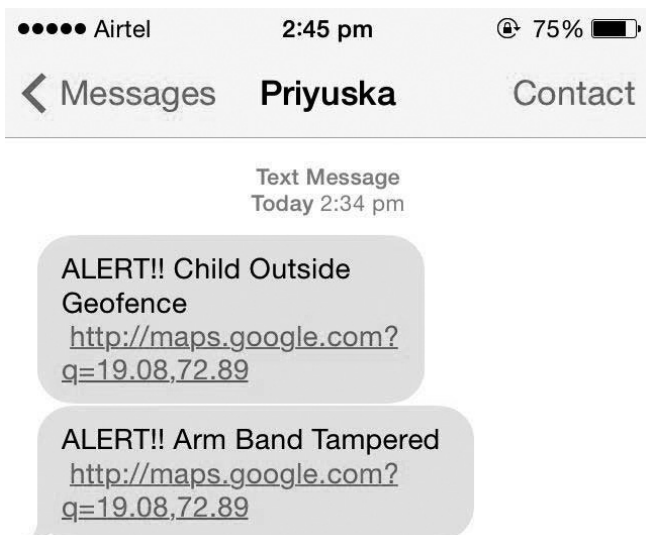 Airtel 2:45 pm 75%
Messages Priyuska Contact
Text Message
Today 2:34 pm
ALERT!! Child Outside
Geofence
http://maps.google.com?
q=19.08,72.89
ALERT!! Arm Band Tampered
http://maps.google.com?
q=19.08,72.89